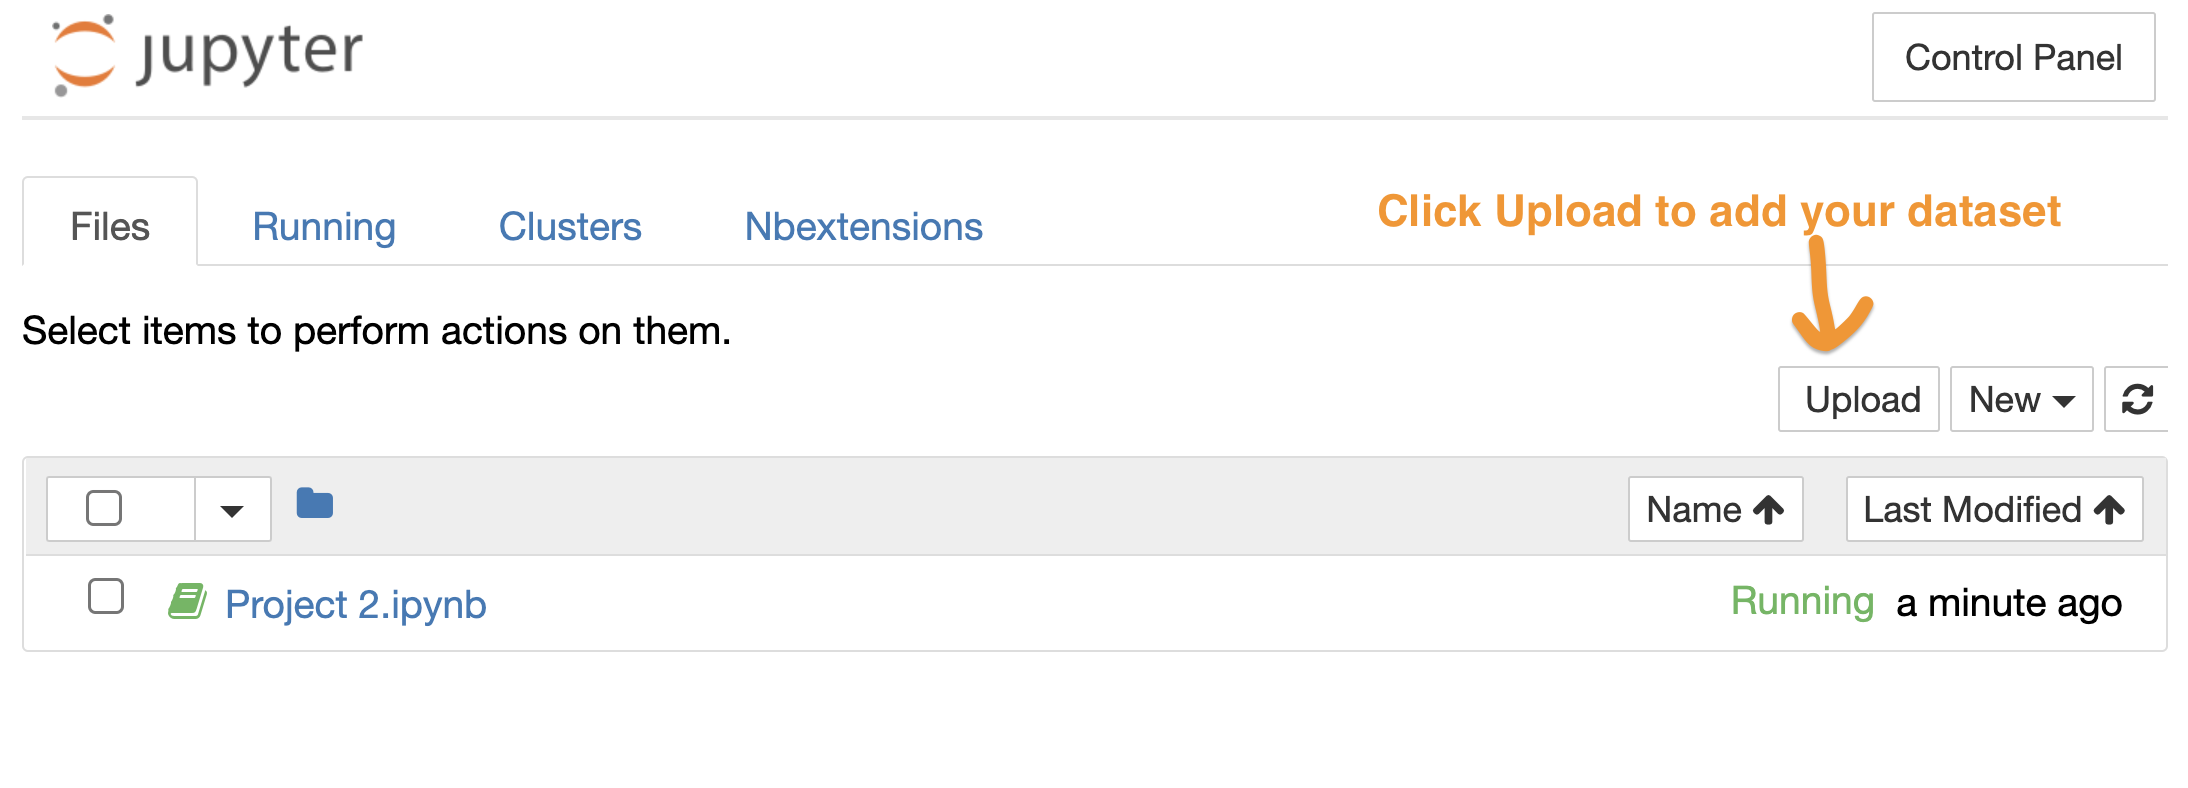 jupyter
Control Panel
Files Running Clusters Nbextensions
Click Upload to add your dataset
Select items to perform actions on them.
Upload New
Name Last Modified
Project 2.ipynb Running a minute ago